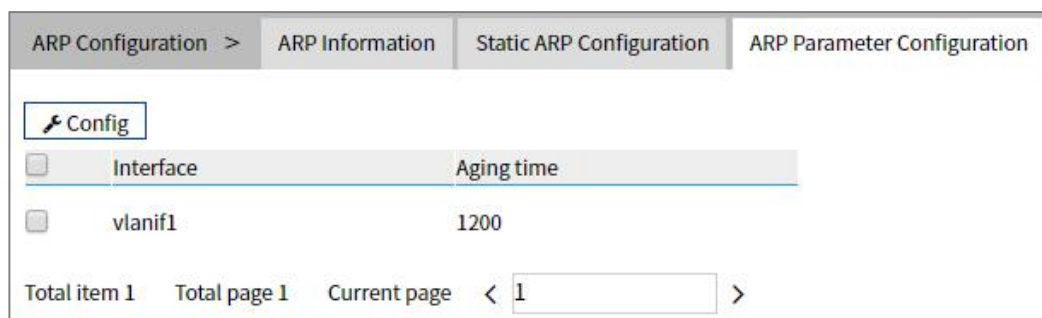 ARP Configuration > ARP Information Static ARP Configuration ARP Parameter Configuration
Config
Interface Aging time
vlanif1 1200
Total item 1 Total page 1 Current page < 1 >